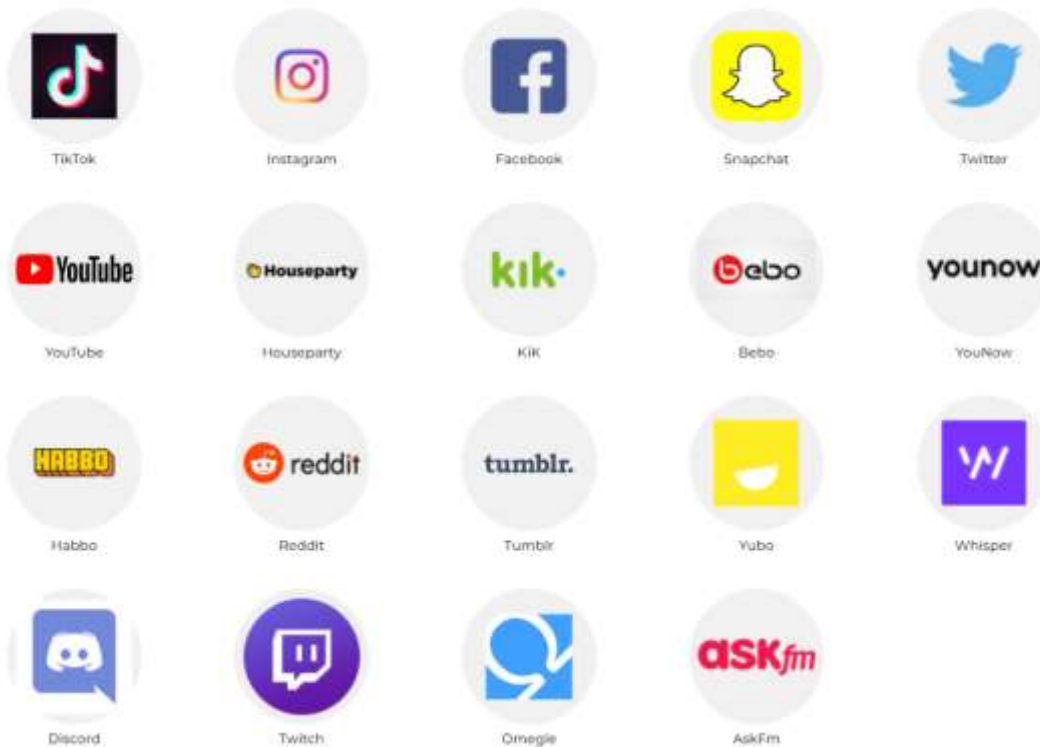 TikTok
Instagram
Facebook
Snapchat
Twitter
YouTube
Houseparty
kik
bebo
younow
YouTube
Houseparty
KiK
Bebo
YouNow
HABBO
reddit
tumblr.
Habbo
Reddit
Tumblr
Yubo
Whisper
ASKfm
Discord
Twitch
Omegle
AskFm